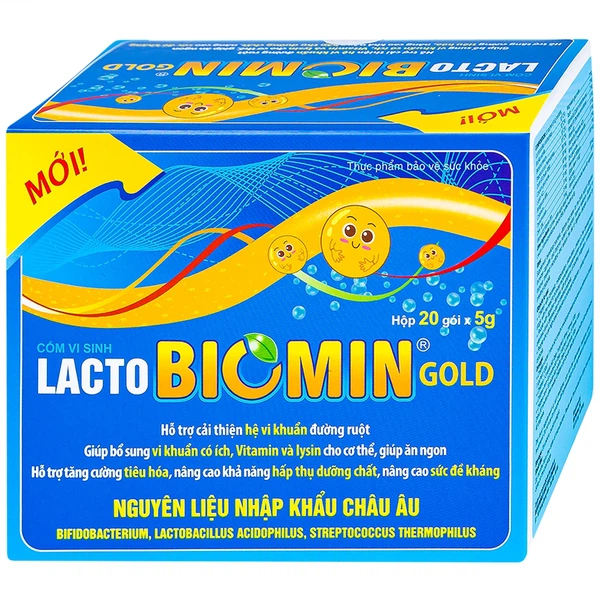 CỐM VI SINH
LACTO BIOMIN® GOLD
MỚI!
MỚI!
Thực phẩm bảo vệ sức khỏe
Hộp 20 gói x 5g
CỐM VI SINH
LACTO BIOMIN® GOLD
Hỗ trợ cải thiện hệ vi khuẩn đường ruột
Giúp bổ sung vi khuẩn có ích, Vitamin và lysin cho cơ thể, giúp ăn ngon
Hỗ trợ tăng cường tiêu hóa, nâng cao khả năng hấp thụ dưỡng chất, nâng cao sức đề kháng
NGUYÊN LIỆU NHẬP KHẨU CHÂU ÂU
BIFIDOBACTERIUM, LACTOBACILLUS ACIDOPHILUS, STREPTOCOCCUS THERMOPHILUS